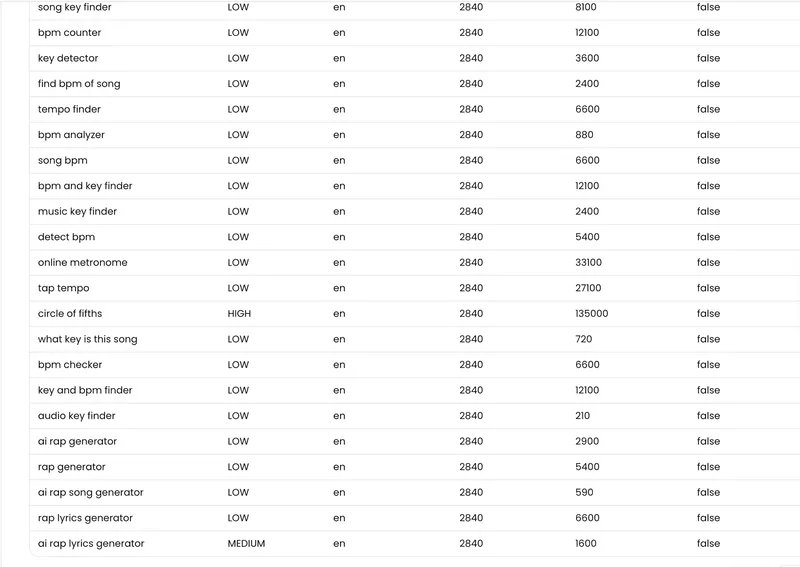 song key finder LOW en 2840 8100 false
bpm counter LOW en 2840 12100 false
key detector LOW en 2840 3600 false
find bpm of song LOW en 2840 2400 false
tempo finder LOW en 2840 6600 false
bpm analyzer LOW en 2840 880 false
song bpm LOW en 2840 6600 false
bpm and key finder LOW en 2840 12100 false
music key finder LOW en 2840 2400 false
detect bpm LOW en 2840 5400 false
online metronome LOW en 2840 33100 false
tap tempo LOW en 2840 27100 false
circle of fifths HIGH en 2840 135000 false
what key is this song LOW en 2840 720 false
bpm checker LOW en 2840 6600 false
key and bpm finder LOW en 2840 12100 false
audio key finder LOW en 2840 210 false
ai rap generator LOW en 2840 2900 false
rap generator LOW en 2840 5400 false
ai rap song generator LOW en 2840 590 false
rap lyrics generator LOW en 2840 6600 false
ai rap lyrics generator MEDIUM en 2840 1600 false